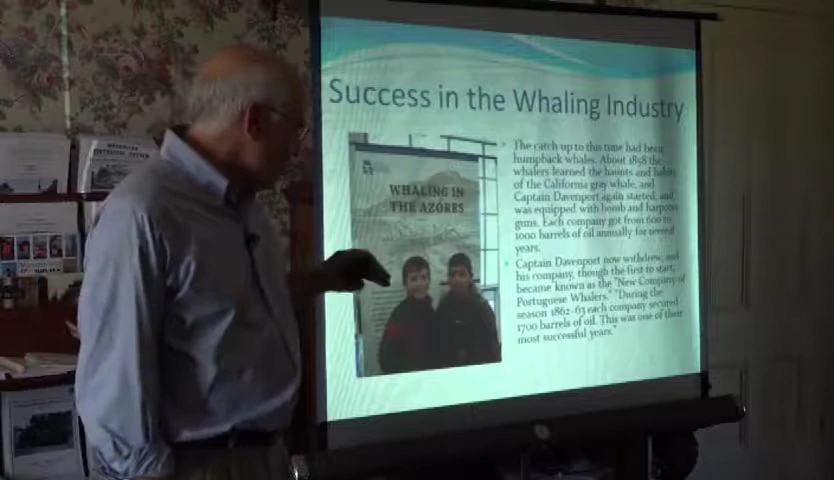 Success in the Whaling Industry
WHALING IN
THE AZORES
The catch up to this time had been
humpback whales. About 1858 the
whalers learned the haunts and habits
of the California gray whale, and
Captain Davenport again started, and
was equipped with bomb and harpoon
guns. Each company got from 600 to
1000 barrels of oil annually for several
years.
Captain Davenport now withdrew, and
his company, though the first to start,
became known as the "New Company of
Portuguese Whalers." "During the
season 1862-63 each company secured
1700 barrels of oil. This was one of their
most successful years."